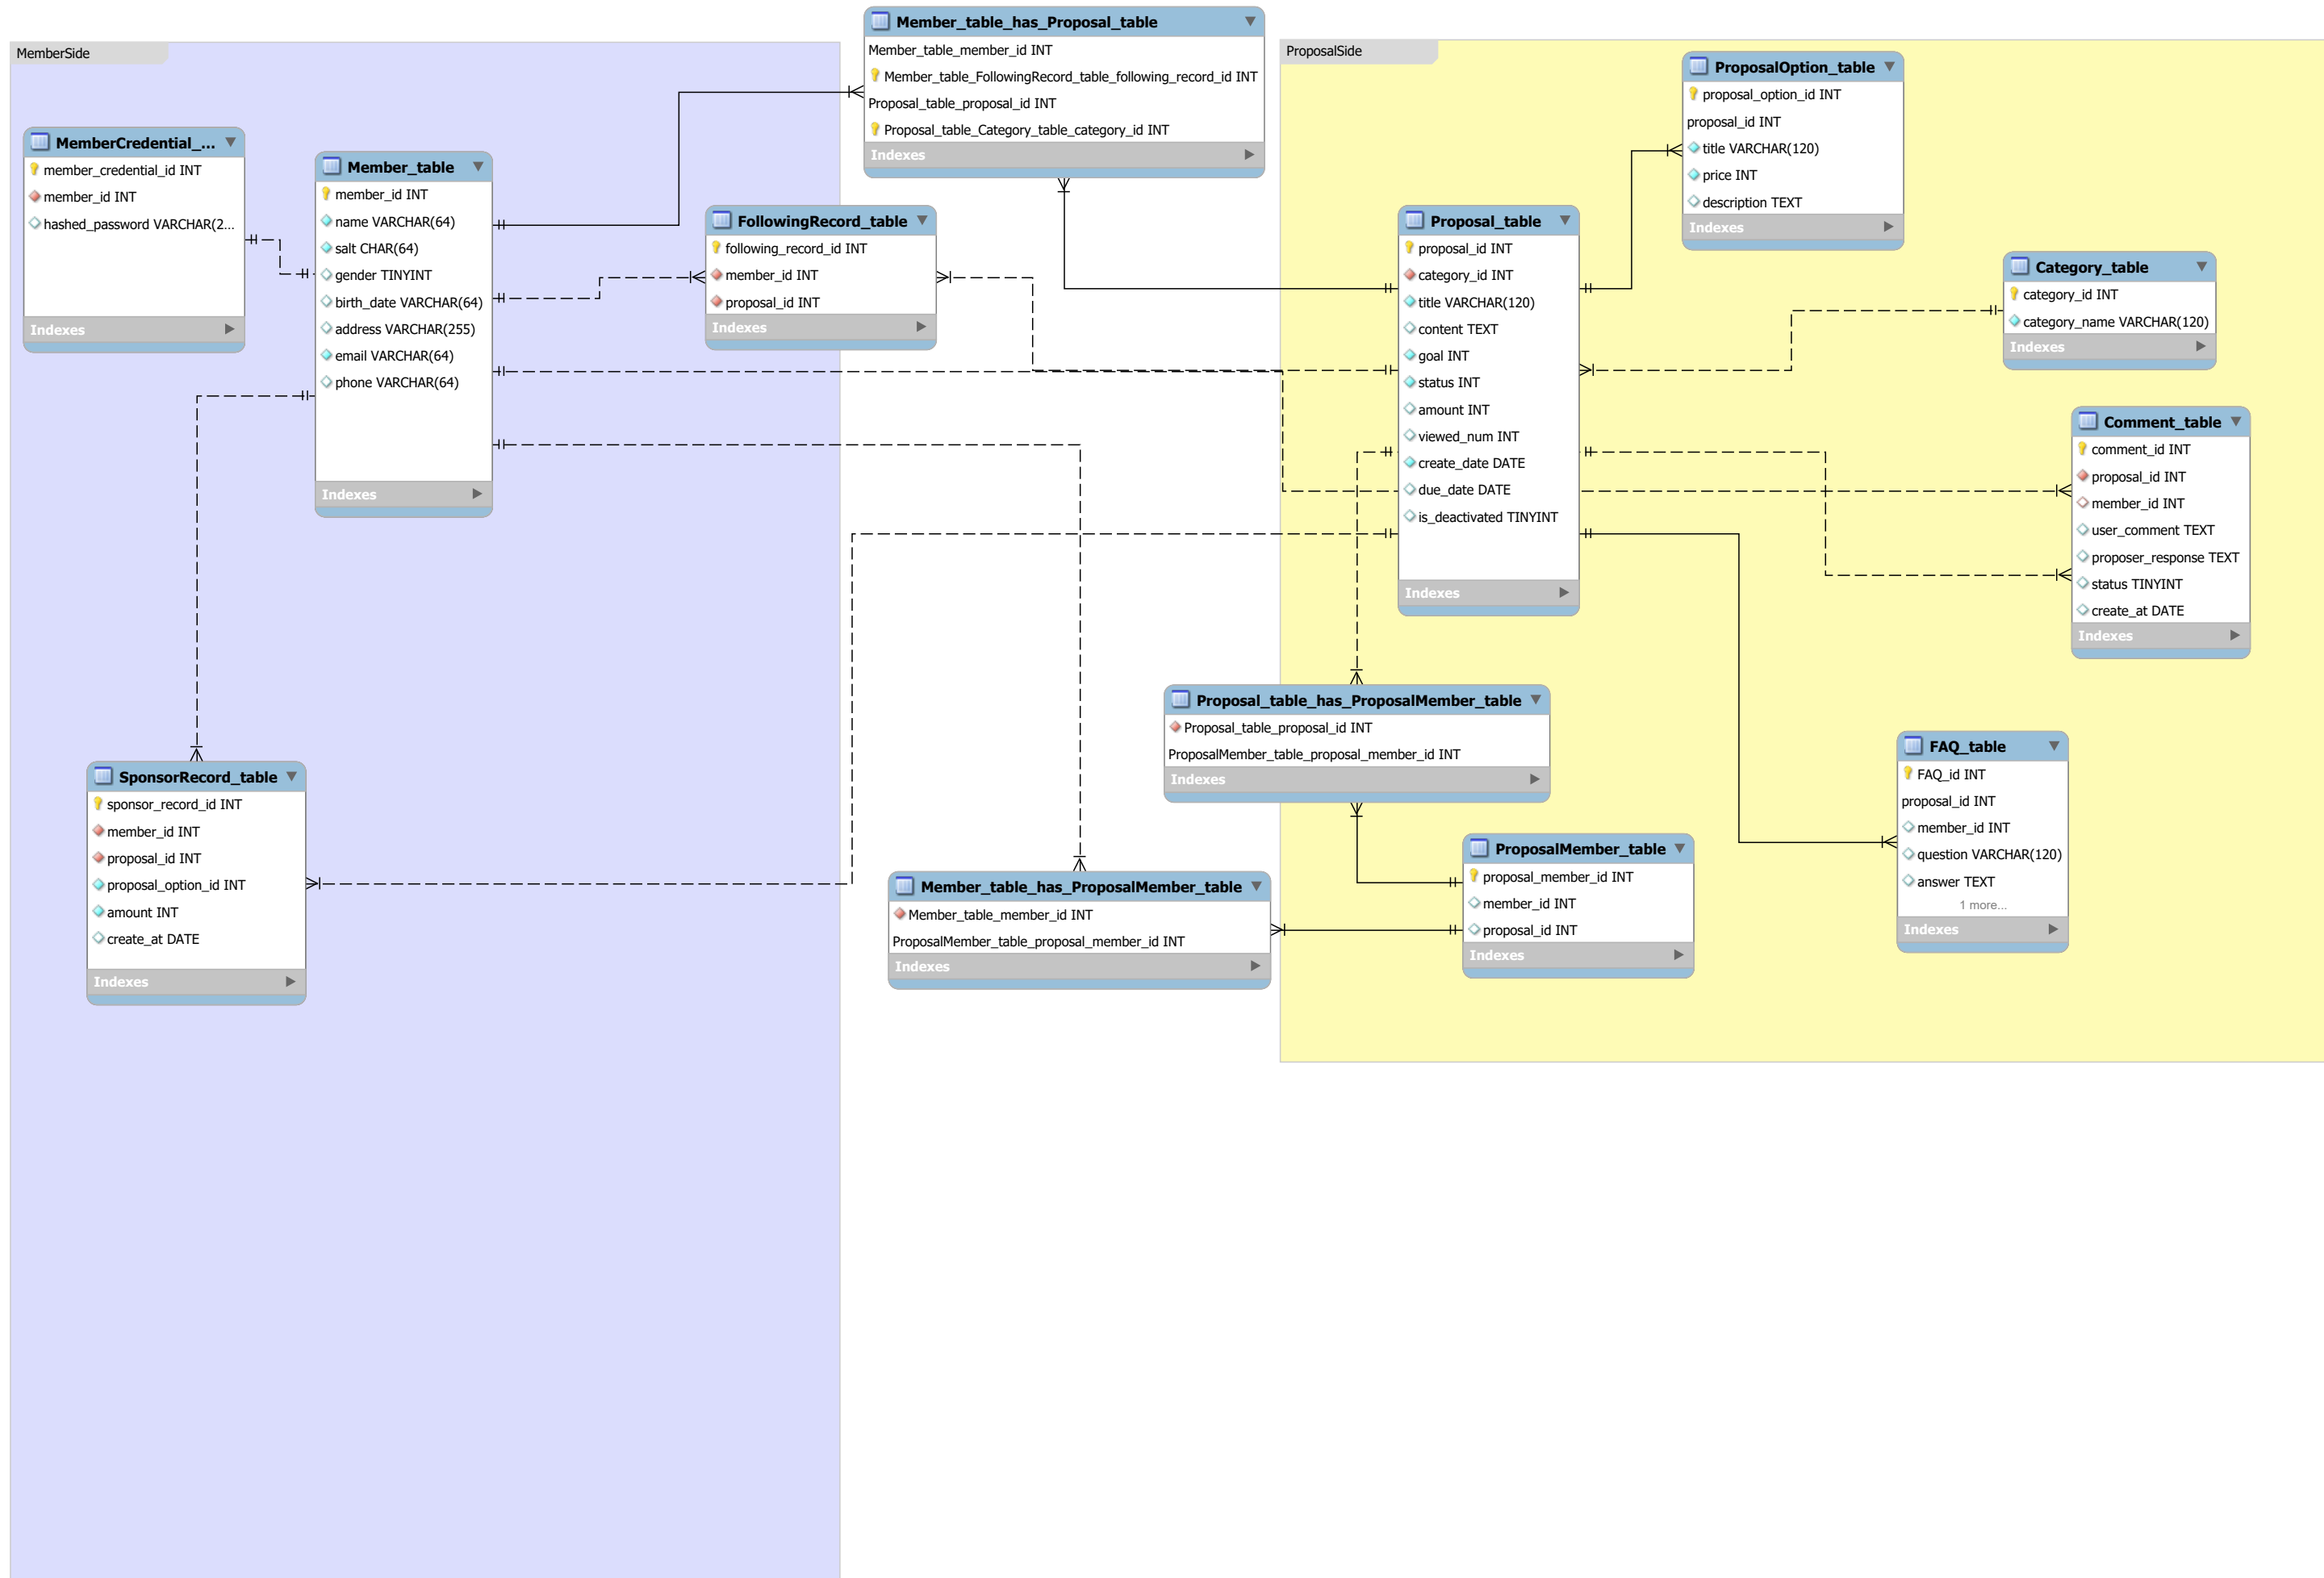 MemberSide
MemberCredential_...
member_credential_id INT
member_id INT
hashed_password VARCHAR(2...
Indexes
Member_table
member_id INT
name VARCHAR(64)
salt CHAR(64)
gender TINYINT
birth_date VARCHAR(64)
address VARCHAR(255)
email VARCHAR(64)
phone VARCHAR(64)
Indexes
FollowingRecord_table
following_record_id INT
member_id INT
proposal_id INT
Indexes
SponsorRecord_table
sponsor_record_id INT
member_id INT
proposal_id INT
proposal_option_id INT
amount INT
create_at DATE
Indexes
Member_table_has_Proposal_table
Member_table_member_id INT
Member_table_FollowingRecord_table_following_record_id INT
Proposal_table_proposal_id INT
Proposal_table_Category_table_category_id INT
Indexes
Member_table_has_ProposalMember_table
Member_table_member_id INT
ProposalMember_table_proposal_member_id INT
Indexes
ProposalSide
ProposalOption_table
proposal_option_id INT
proposal_id INT
title VARCHAR(120)
price INT
description TEXT
Indexes
Proposal_table
proposal_id INT
category_id INT
title VARCHAR(120)
content TEXT
goal INT
status INT
amount INT
viewed_num INT
create_date DATE
due_date DATE
is_deactivated TINYINT
Indexes
Category_table
category_id INT
category_name VARCHAR(120)
Indexes
Comment_table
comment_id INT
proposal_id INT
member_id INT
user_comment TEXT
proposer_response TEXT
status TINYINT
create_at DATE
Indexes
Proposal_table_has_ProposalMember_table
Proposal_table_proposal_id INT
ProposalMember_table_proposal_member_id INT
Indexes
ProposalMember_table
proposal_member_id INT
member_id INT
proposal_id INT
Indexes
FAQ_table
FAQ_id INT
proposal_id INT
member_id INT
question VARCHAR(120)
answer TEXT
1 more...
Indexes